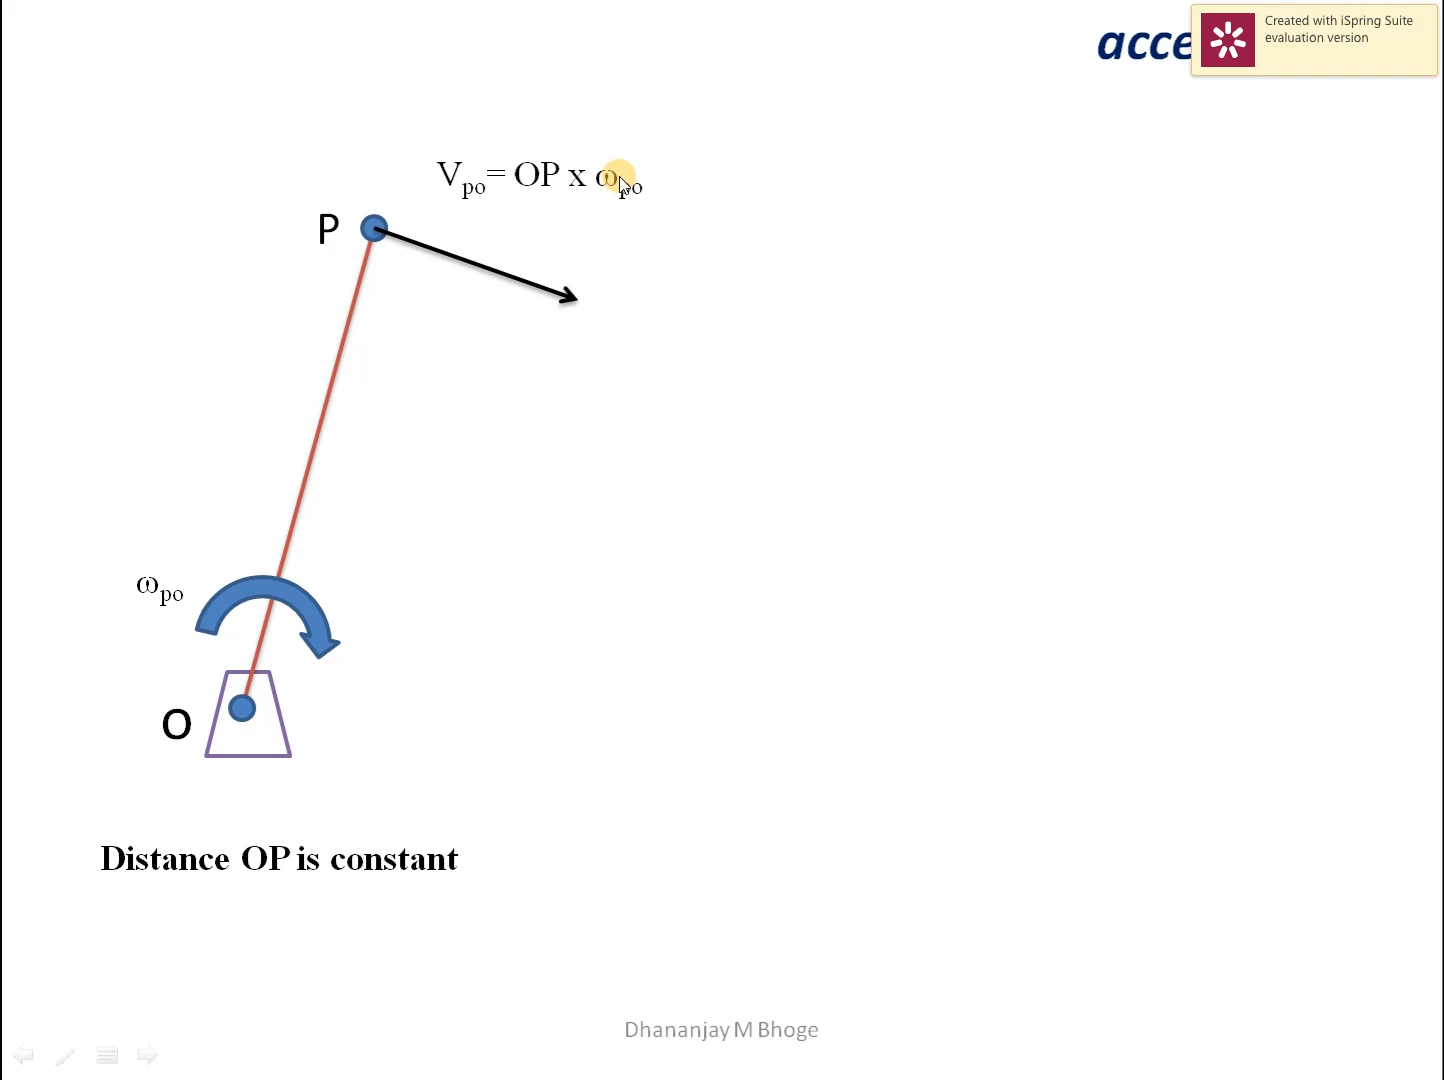 acce
Created with iSpring Suite
evaluation version
Vpo= OP x ωpo
P
ωpo
O
Distance OP is constant
Dhananjay M Bhoge